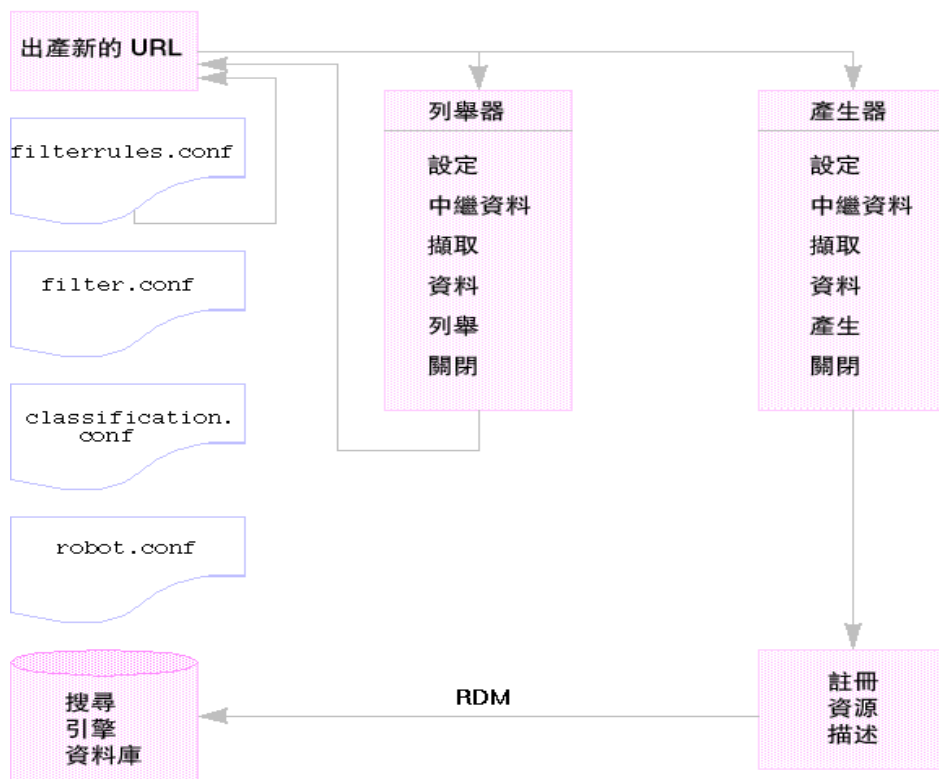 出產新的 URL
filterrules.conf
filter.conf
classification.
conf
robot.conf
搜尋
引擎
資料庫
列舉器
設定
中繼資料
擷取
資料
列舉
關閉
產生器
設定
中繼資料
擷取
資料
產生
關閉
RDM
註冊
資源
描述